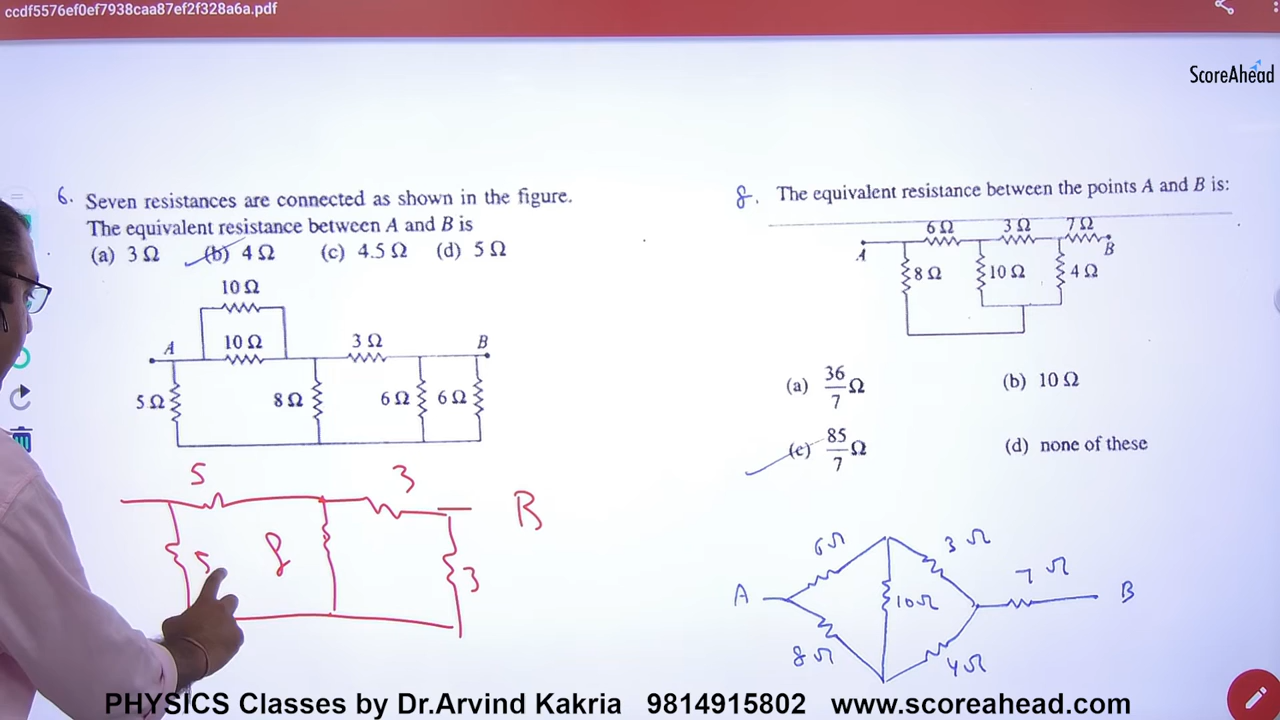 ccdf5576ef0ef7938caa87ef2f328a6a.pdf
ScoreAhead
6. Seven resistances are connected as shown in the figure.
The equivalent resistance between A and B is
(a) 3 Ω (b) 4 Ω (c) 4.5 Ω (d) 5 Ω
10 Ω
10 Ω
3 Ω
A
B
5 Ω
8 Ω
6 Ω
6 Ω
5
3
B
5
8
3
8. The equivalent resistance between the points A and B is:
6 Ω
3 Ω
7 Ω
A
B
8 Ω
10 Ω
4 Ω
(a) 36/7 Ω
(b) 10 Ω
(c) 85/7 Ω
(d) none of these
6Ω
3Ω
7Ω
A
10Ω
B
8Ω
4Ω
PHYSICS Classes by Dr.Arvind Kakria 9814915802 www.scoreahead.com